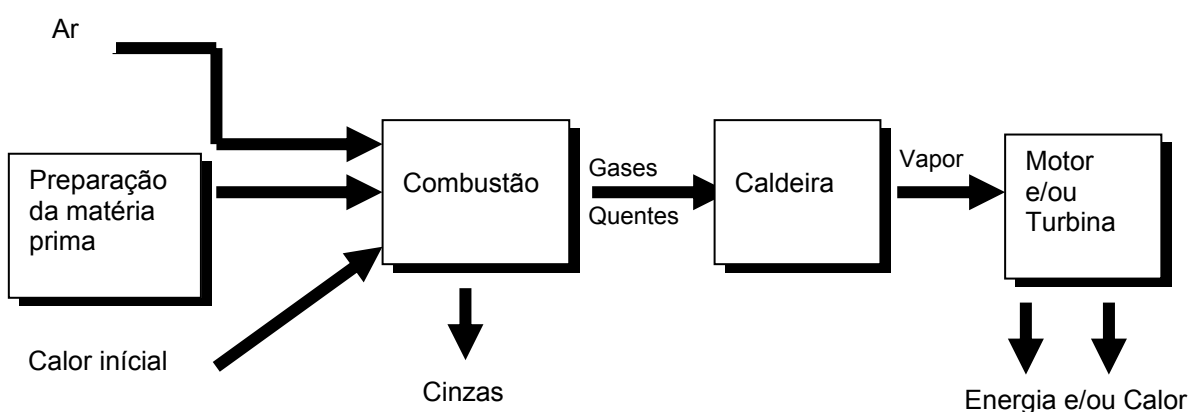 Ar
Preparação
da matéria
prima
Calor inícial
Combustão
Cinzas
Gases
Quentes
Caldeira
Vapor
Motor
e/ou
Turbina
Energia e/ou Calor